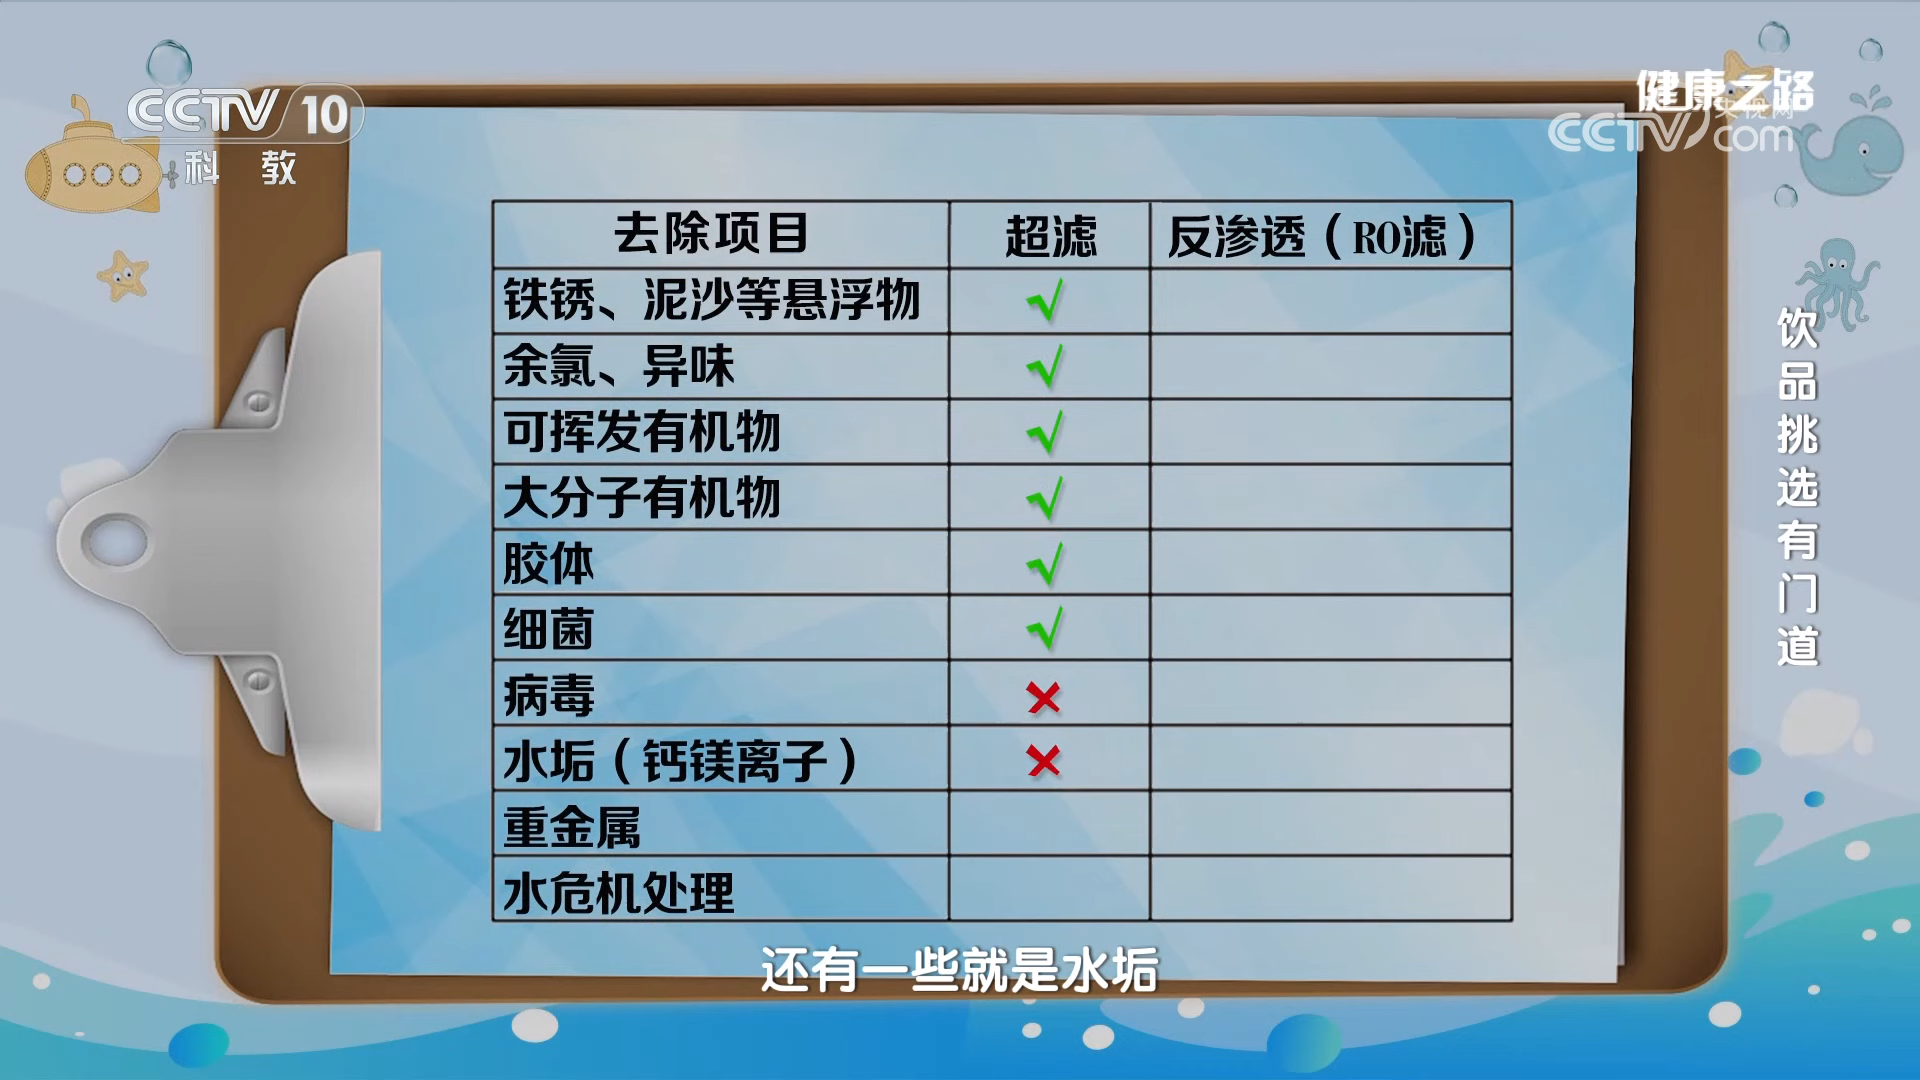 CCTV 10
科 教
健康之路
央视网
CCTV.com
去除项目 超滤 反渗透（RO滤）
铁锈、泥沙等悬浮物 √
余氯、异味 √
可挥发有机物 √
大分子有机物 √
胶体 √
细菌 √
病毒 ×
水垢（钙镁离子） ×
重金属
水危机处理
饮品挑选有门道
还有一些就是水垢